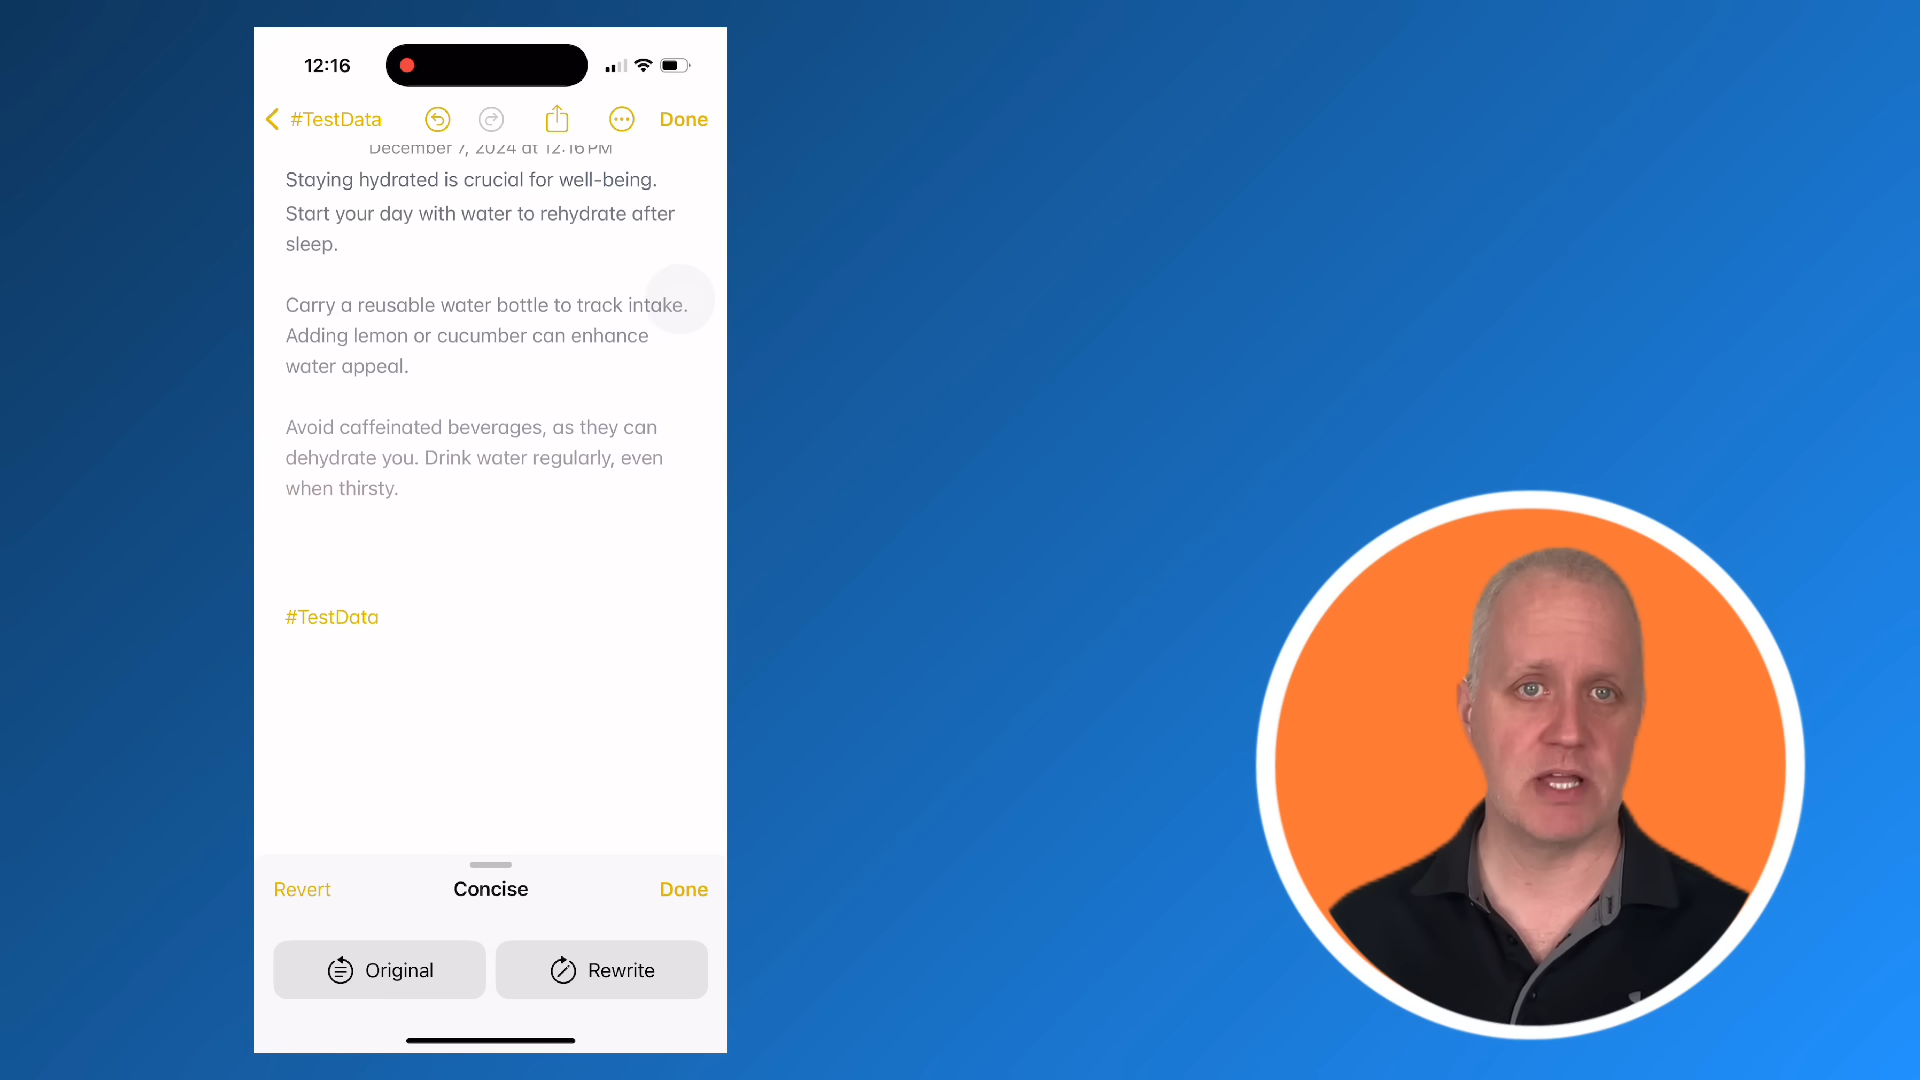 12:16
#TestData
Done
December 7, 2024 at 12:16 PM
Staying hydrated is crucial for well-being.
Start your day with water to rehydrate after
sleep.
Carry a reusable water bottle to track intake.
Adding lemon or cucumber can enhance
water appeal.
Avoid caffeinated beverages, as they can
dehydrate you. Drink water regularly, even
when thirsty.
#TestData
Revert
Concise
Done
Original
Rewrite